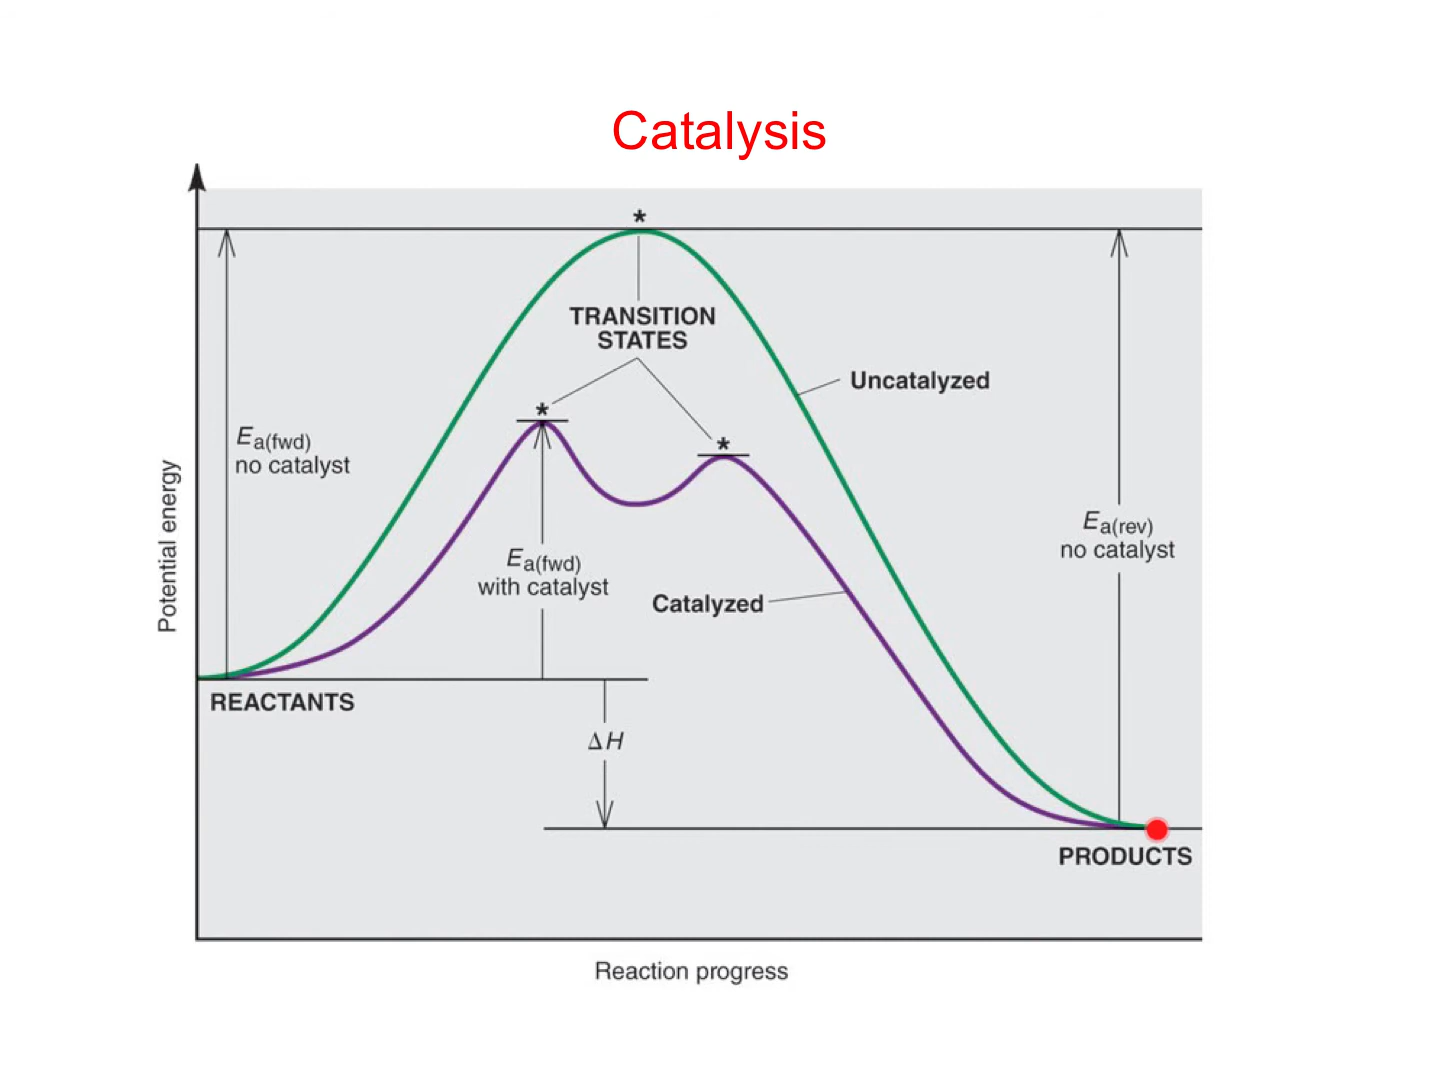 Catalysis
*
TRANSITION
STATES
Uncatalyzed
*
*
Ea(fwd)
no catalyst
Potential energy
Ea(rev)
no catalyst
Ea(fwd)
with catalyst
Catalyzed
REACTANTS
ΔH
PRODUCTS
Reaction progress